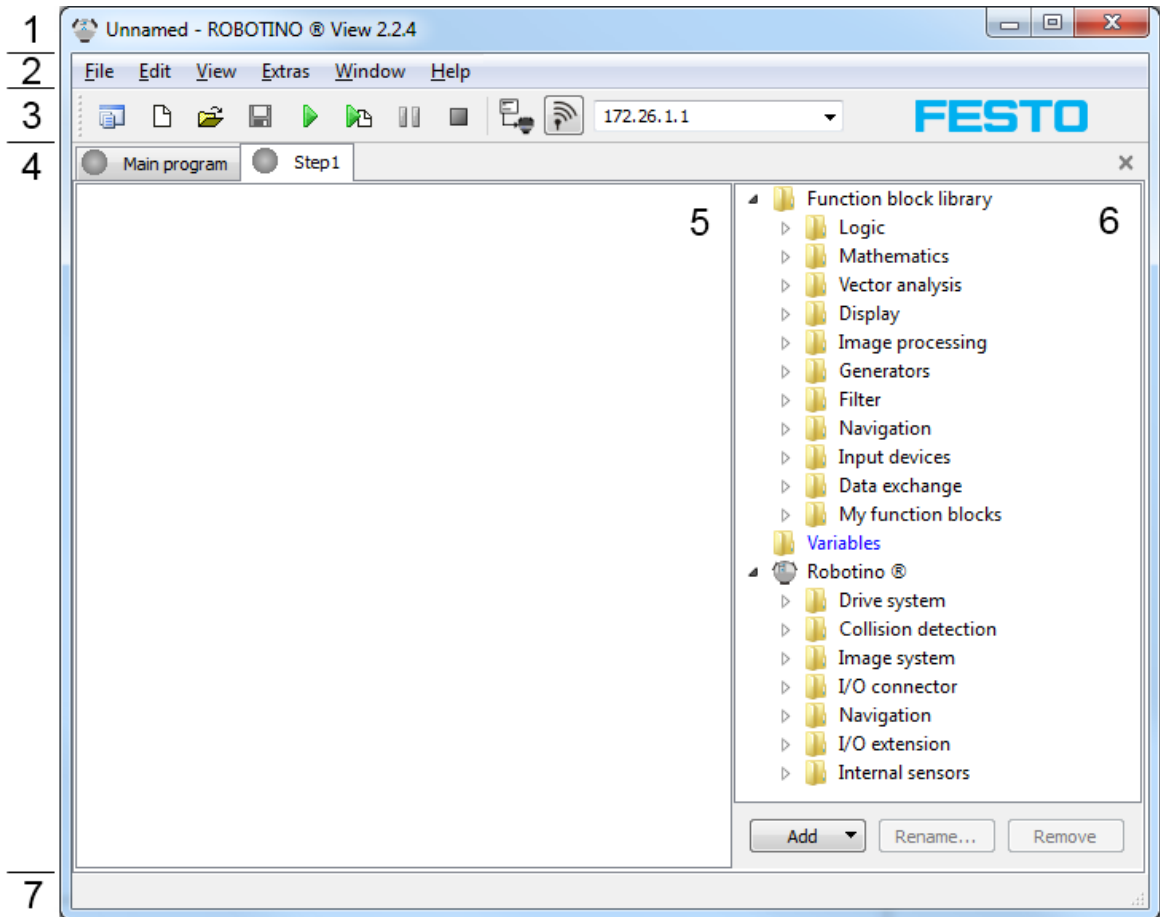 1
Unnamed - ROBOTINO ® View 2.2.4
2
File Edit View Extras Window Help
3
172.26.1.1
FESTO
4
Main program
Step1
5
6
Function block library
Logic
Mathematics
Vector analysis
Display
Image processing
Generators
Filter
Navigation
Input devices
Data exchange
My function blocks
Variables
Robotino ®
Drive system
Collision detection
Image system
I/O connector
Navigation
I/O extension
Internal sensors
Add Rename... Remove
7